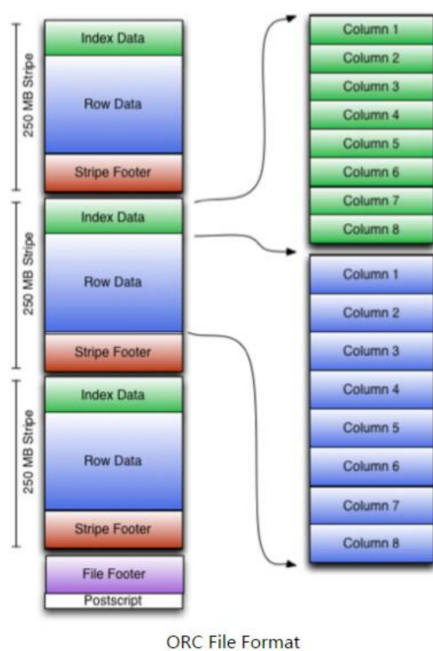 250 MB Stripe
Index Data
Row Data
Stripe Footer
250 MB Stripe
Index Data
Row Data
Stripe Footer
250 MB Stripe
Index Data
Row Data
Stripe Footer
File Footer
Postscript
Column 1
Column 2
Column 3
Column 4
Column 5
Column 6
Column 7
Column 8
Column 1
Column 2
Column 3
Column 4
Column 5
Column 6
Column 7
Column 8
ORC File Format